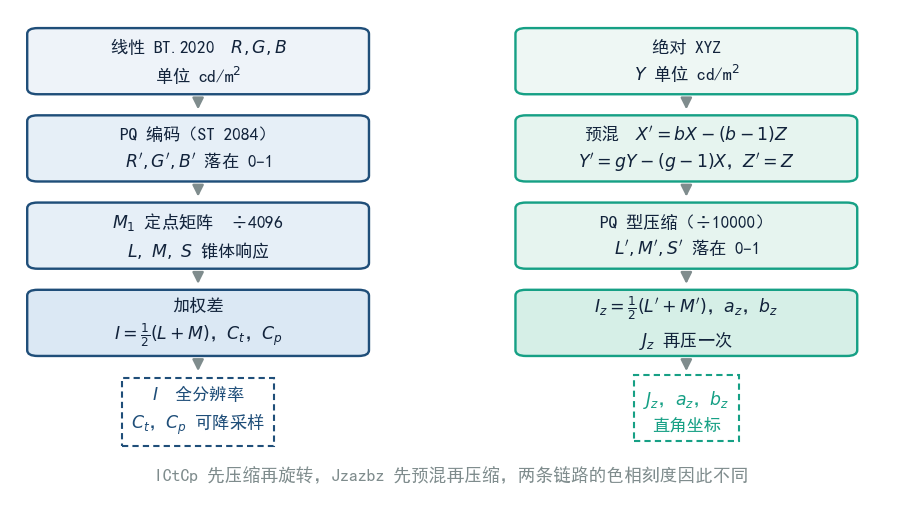 线性 BT.2020 R, G, B
单位 cd/m²
PQ 编码（ST 2084）
R′, G′, B′ 落在 0–1
M₁ 定点矩阵 ÷4096
L, M, S 锥体响应
加权差
I = ½(L + M), Cₜ, Cₚ
I 全分辨率
Cₜ, Cₚ 可降采样
绝对 XYZ
Y 单位 cd/m²
预混 X′ = bX − (b − 1)Z
Y′ = gY − (g − 1)X, Z′ = Z
PQ 型压缩（÷10000）
L′, M′, S′ 落在 0–1
I_z = ½(L′ + M′), a_z, b_z
J_z 再压一次
J_z, a_z, b_z
直角坐标
ICtCp 先压缩再旋转，Jzazbz 先预混再压缩，两条链路的色相刻度因此不同